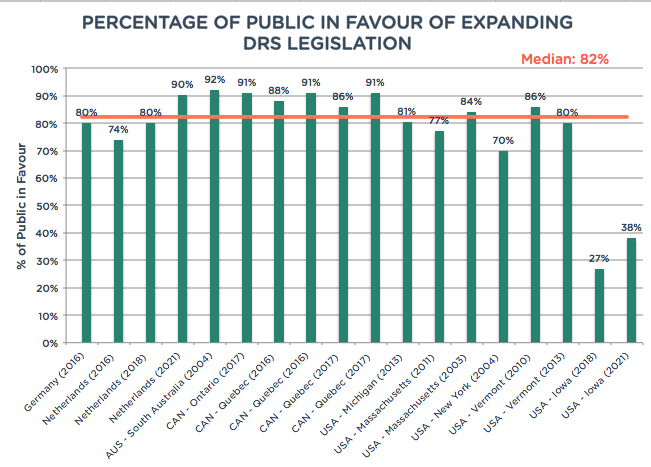 PERCENTAGE OF PUBLIC IN FAVOUR OF EXPANDING
DRS LEGISLATION
Median: 82%
% of Public in Favour
100%
90%
80%
70%
60%
50%
40%
30%
20%
10%
0%
80%
74%
80%
90%
92%
91%
88%
91%
86%
91%
81%
77%
84%
70%
86%
80%
27%
38%
Germany (2016)
Netherlands (2016)
Netherlands (2018)
Netherlands (2021)
AUS - South Australia (2004)
CAN - Ontario (2017)
CAN - Quebec (2016)
CAN - Quebec (2016)
CAN - Quebec (2017)
CAN - Quebec (2017)
USA - Michigan (2013)
USA - Massachusetts (2011)
USA - Massachusetts (2003)
USA - New York (2004)
USA - Vermont (2010)
USA - Vermont (2013)
USA - Iowa (2018)
USA - Iowa (2021)